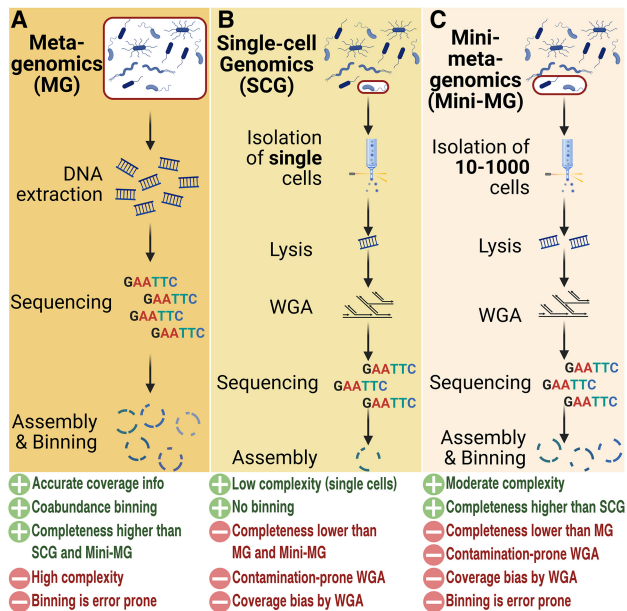 A
Meta-
genomics
(MG)
DNA
extraction
Sequencing
GAATTC
GAATTC
GAATTC
GAATTC
Assembly
& Binning
Accurate coverage info
Coabundance binning
Completeness higher than
SCG and Mini-MG
High complexity
Binning is error prone
B
Single-cell
Genomics
(SCG)
Isolation
of single
cells
Lysis
WGA
Sequencing
GAATTC
GAATTC
GAATTC
Assembly
Low complexity (single cells)
No binning
Completeness lower than
MG and Mini-MG
Contamination-prone WGA
Coverage bias by WGA
C
Mini-
meta-
genomics
(Mini-MG)
Isolation of
10-1000
cells
Lysis
WGA
Sequencing
GAATTC
GAATTC
GAATTC
Assembly
& Binning
Moderate complexity
Completeness higher than SCG
Completeness lower than MG
Contamination-prone WGA
Coverage bias by WGA
Binning is error prone